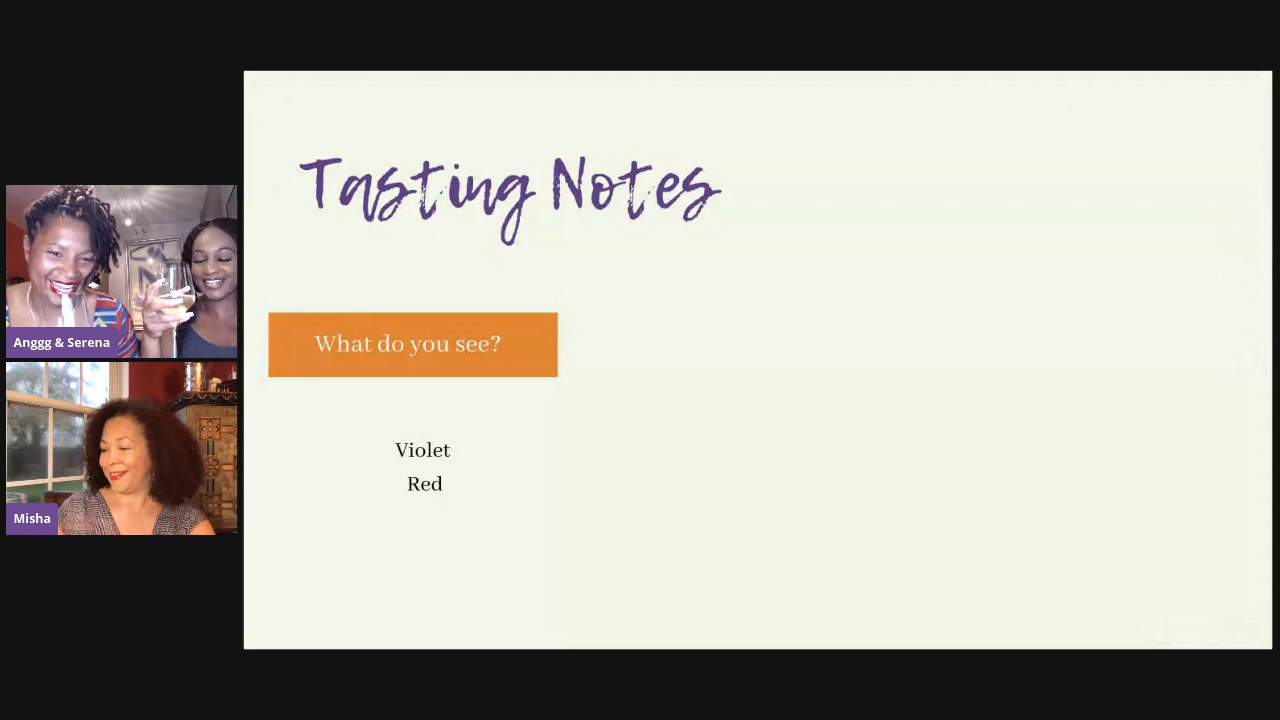 Tasting Notes
What do you see?
Violet
Red
Anggg & Serena
Misha